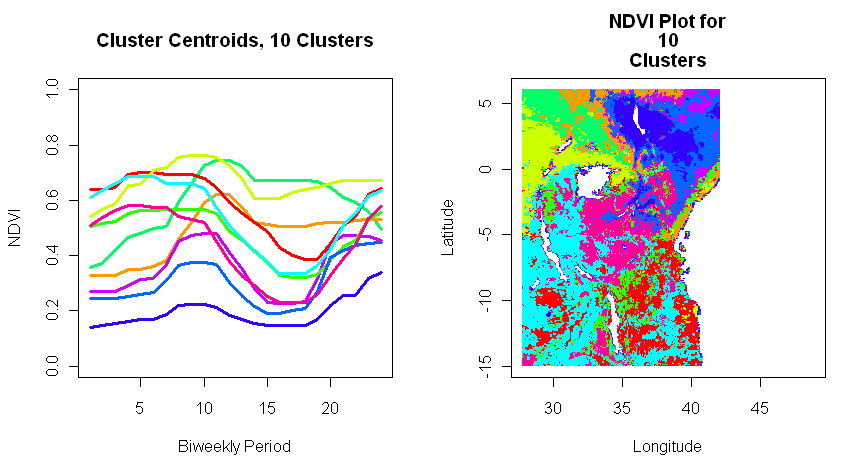 Cluster Centroids, 10 Clusters
NDVI
1.0
0.8
0.6
0.4
0.2
0.0
5 10 15 20
Biweekly Period
NDVI Plot for
10
Clusters
Latitude
5
0
-5
-10
-15
30 35 40 45
Longitude